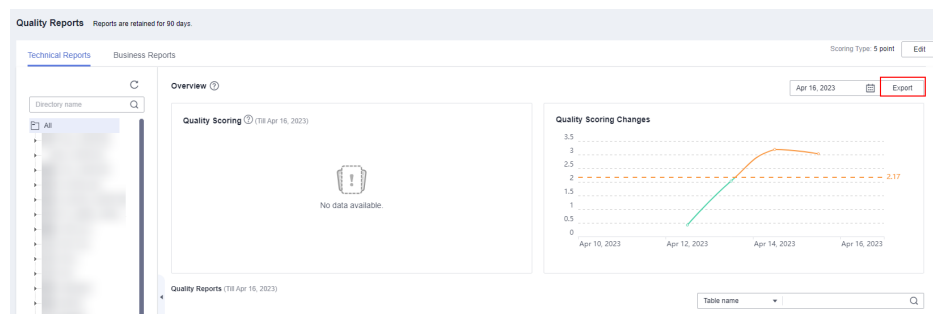 Quality Reports Reports are retained for 90 days.
Technical Reports Business Reports Scoring Type: 5 point Edit
Directory name
All
Overview ?
Apr 16, 2023 Export
Quality Scoring ? (Till Apr 16, 2023)
No data available.
Quality Scoring Changes
3.5
3
2.5
2
1.5
1
0.5
0
2.17
Apr 10, 2023 Apr 12, 2023 Apr 14, 2023 Apr 16, 2023
Quality Reports (Till Apr 16, 2023)
Table name